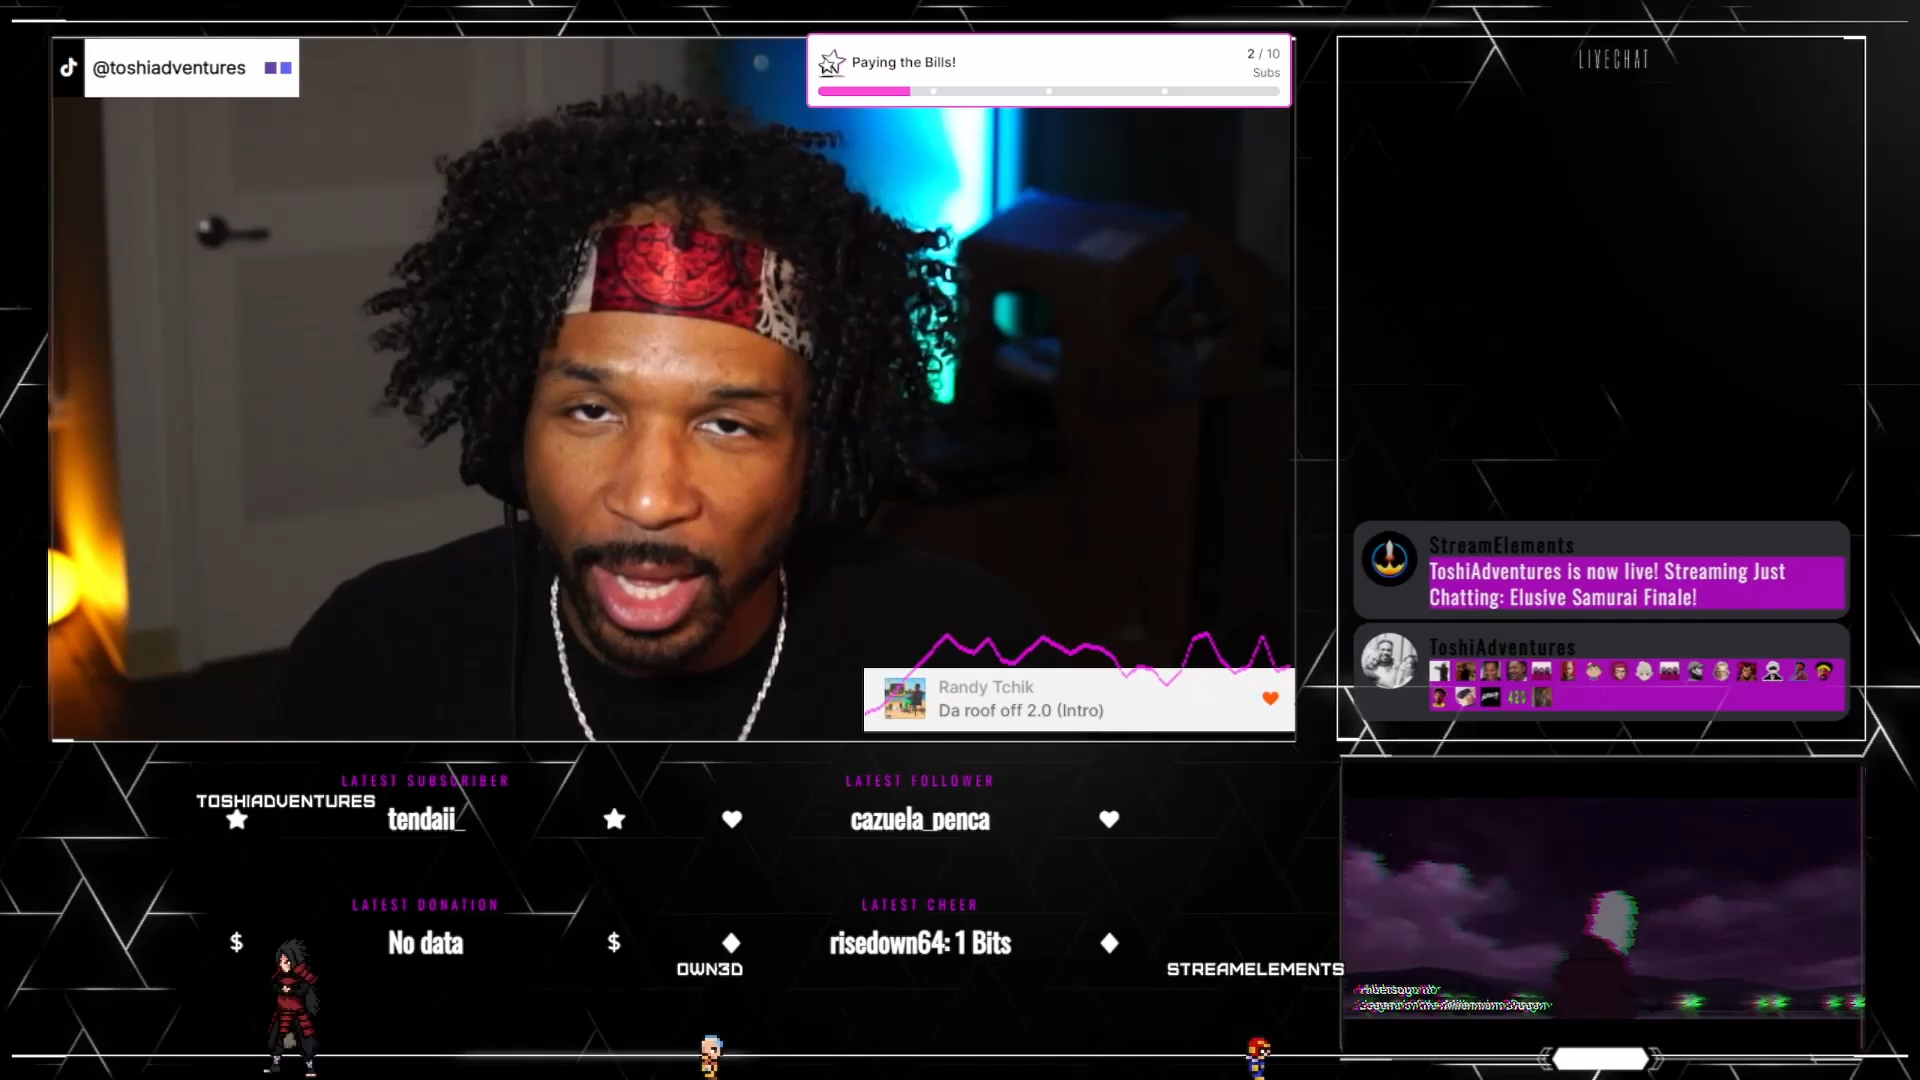 @toshiadventures
Paying the Bills!
2 / 10
Subs
LIVECHAT
StreamElements
ToshiAdventures is now live! Streaming Just
Chatting: Elusive Samurai Finale!
ToshiAdventures
Randy Tchik
Da roof off 2.0 (Intro)
LATEST SUBSCRIBER
TOSHIADVENTURES
tendaii_
LATEST FOLLOWER
cazuela_penca
LATEST DONATION
$ No data $
LATEST CHEER
risedown64: 1 Bits
OWN3D
STREAMELEMENTS